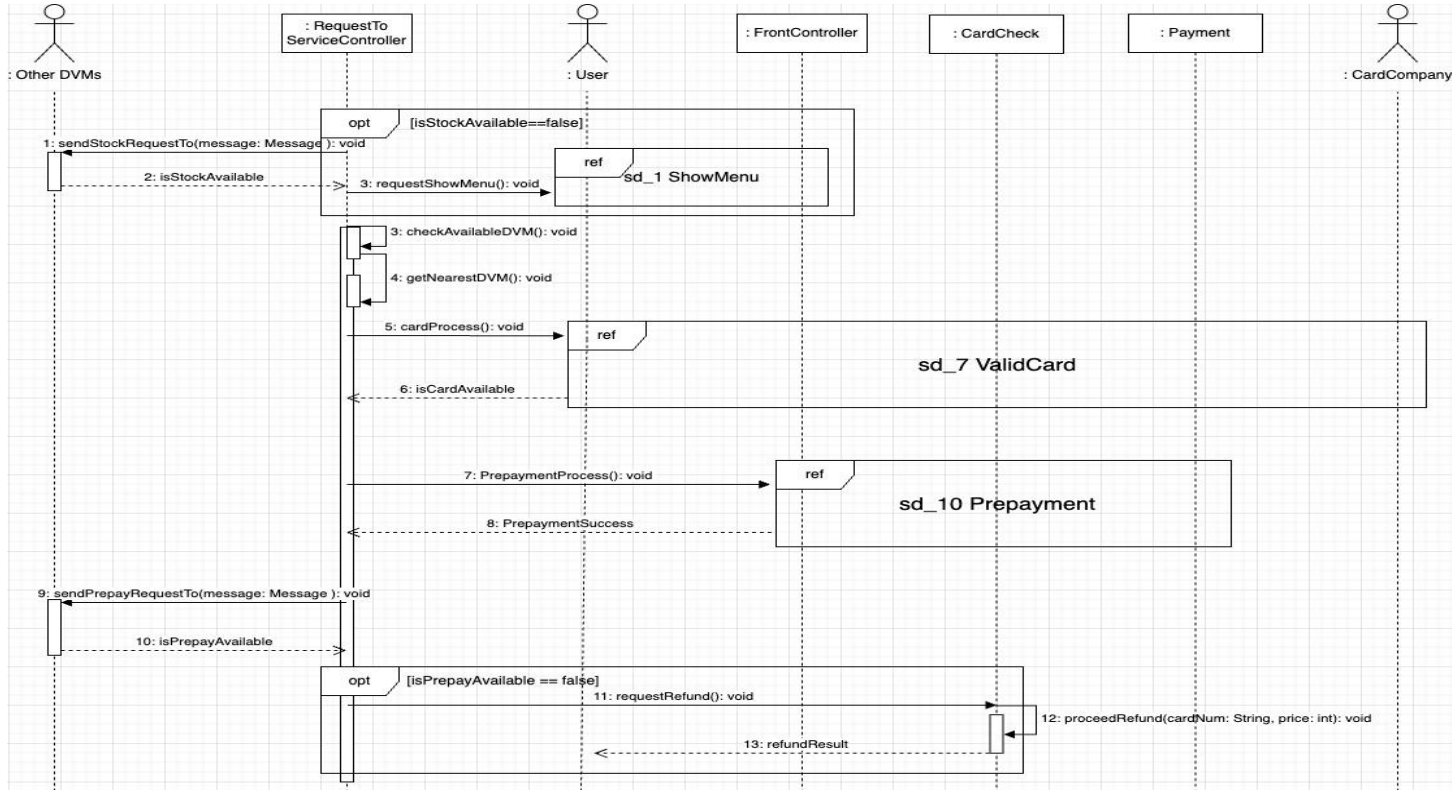 : Other DVMs
: RequestTo
ServiceController
: User
: FrontController
: CardCheck
: Payment
: CardCompany
opt [isStockAvailable==false]
1: sendStockRequestTo(message: Message ): void
ref
sd_1 ShowMenu
2: isStockAvailable
3: requestShowMenu(): void
3: checkAvailableDVM(): void
4: getNearestDVM(): void
5: cardProcess(): void
ref
sd_7 ValidCard
6: isCardAvailable
7: PrepaymentProcess(): void
ref
sd_10 Prepayment
8: PrepaymentSuccess
9: sendPrepayRequestTo(message: Message ): void
10: isPrepayAvailable
opt [isPrepayAvailable == false]
11: requestRefund(): void
12: proceedRefund(cardNum: String, price: int): void
13: refundResult